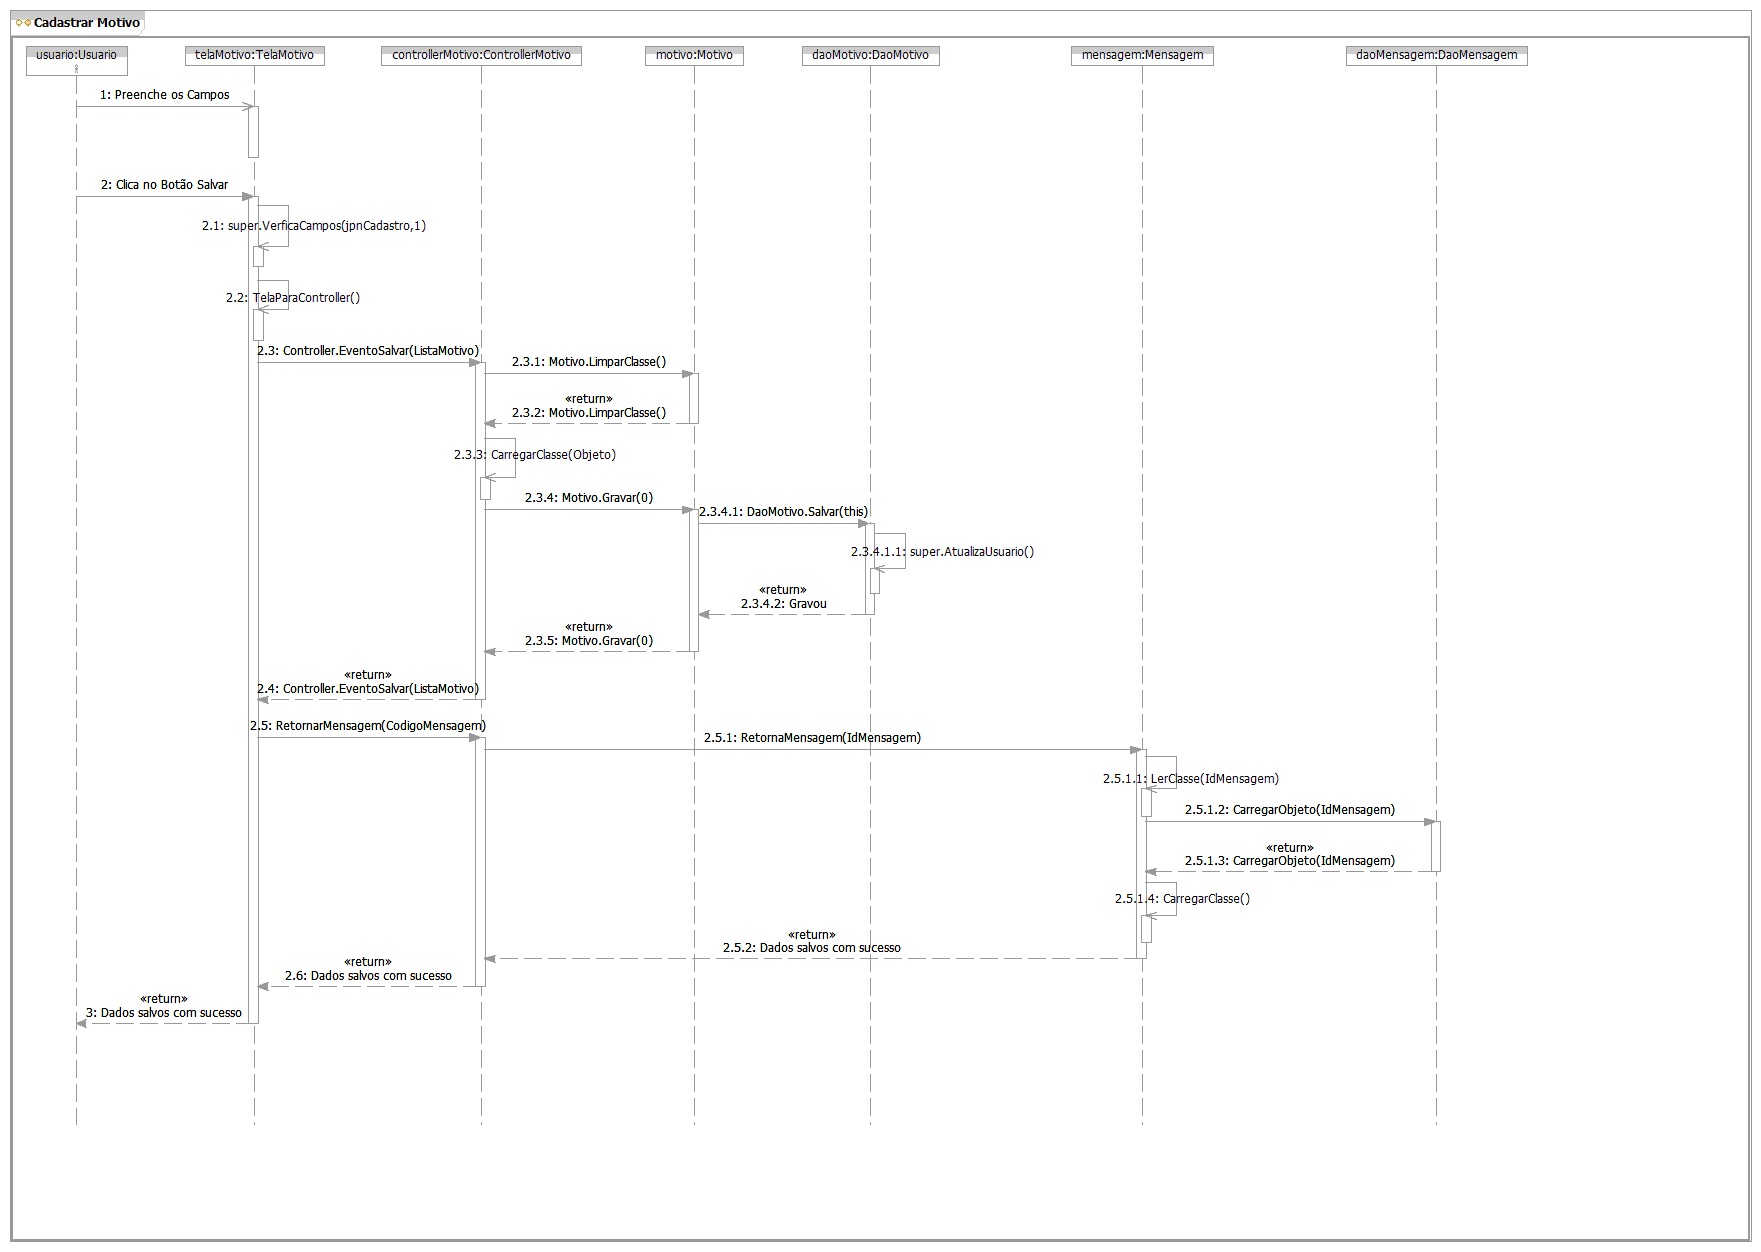 Cadastrar Motivo
usuario:Usuario
telaMotivo:TelaMotivo
controllerMotivo:ControllerMotivo
motivo:Motivo
daoMotivo:DaoMotivo
mensagem:Mensagem
daoMensagem:DaoMensagem
1: Preenche os Campos
2: Clica no Botão Salvar
2.1: super.VerficaCampos(jpnCadastro,1)
2.2: TelaParaController()
2.3: Controller.EventoSalvar(ListaMotivo)
2.3.1: Motivo.LimparClasse()
«return»
2.3.2: Motivo.LimparClasse()
2.3.3: CarregarClasse(Objeto)
2.3.4: Motivo.Gravar(0)
2.3.4.1: DaoMotivo.Salvar(this)
2.3.4.1.1: super.AtualizaUsuario()
«return»
2.3.4.2: Gravou
«return»
2.3.5: Motivo.Gravar(0)
«return»
2.4: Controller.EventoSalvar(ListaMotivo)
2.5: RetornarMensagem(CodigoMensagem)
2.5.1: RetornaMensagem(IdMensagem)
2.5.1.1: LerClasse(IdMensagem)
2.5.1.2: CarregarObjeto(IdMensagem)
«return»
2.5.1.3: CarregarObjeto(IdMensagem)
2.5.1.4: CarregarClasse()
«return»
2.5.2: Dados salvos com sucesso
«return»
2.6: Dados salvos com sucesso
«return»
3: Dados salvos com sucesso